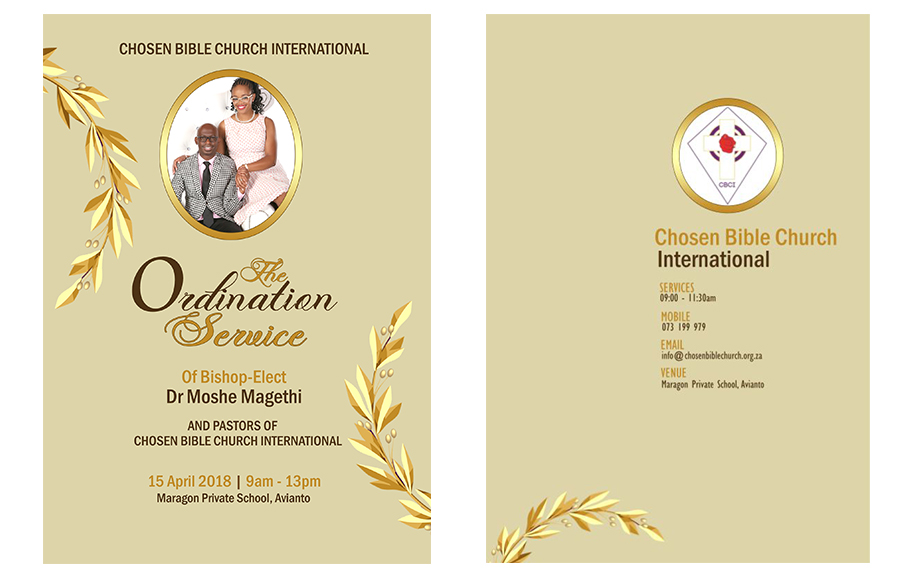 CHOSEN BIBLE CHURCH INTERNATIONAL
The
Ordination
Service
Of Bishop-Elect
Dr Moshe Magethi
AND PASTORS OF
CHOSEN BIBLE CHURCH INTERNATIONAL
15 April 2018 | 9am - 13pm
Maragon Private School, Avianto
CBCI
Chosen Bible Church
International
SERVICES
09:00 - 11:30am
MOBILE
073 199 979
EMAIL
info@chosenbiblechurch.org.za
VENUE
Maragon Private School, Avianto